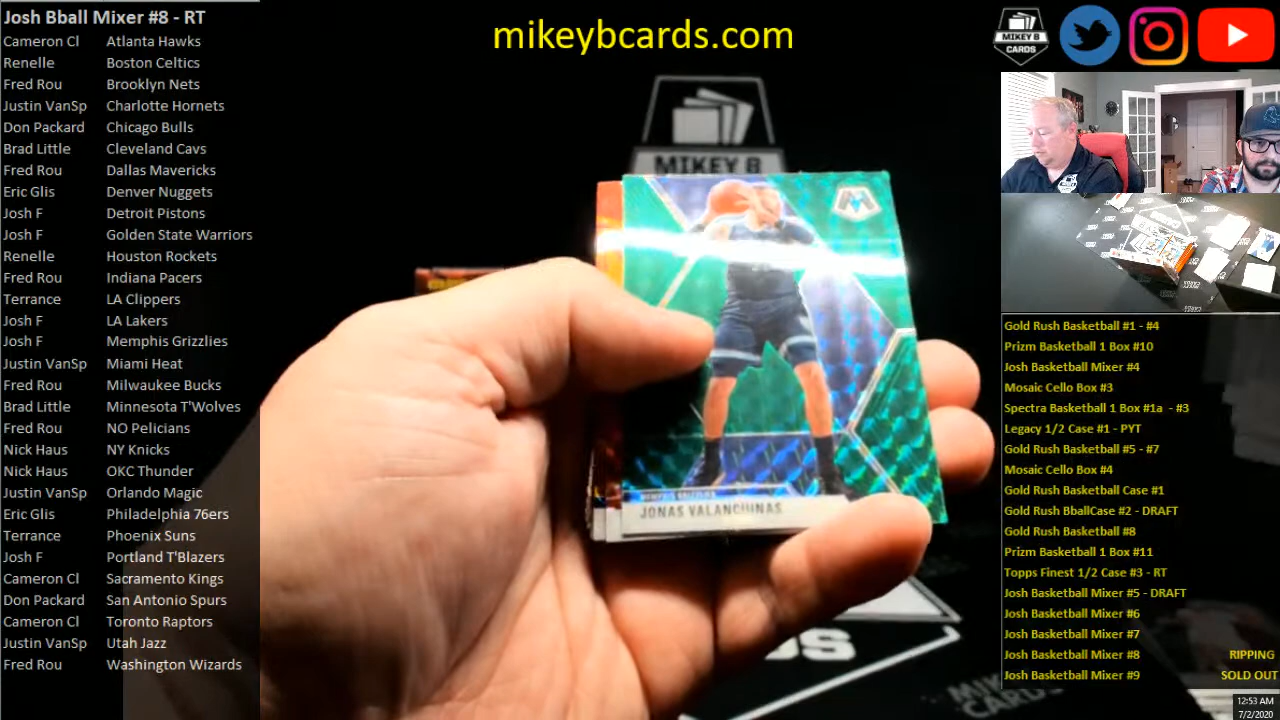 Josh Bball Mixer #8 - RT
Cameron Cl Atlanta Hawks
Renelle Boston Celtics
Fred Rou Brooklyn Nets
Justin VanSp Charlotte Hornets
Don Packard Chicago Bulls
Brad Little Cleveland Cavs
Fred Rou Dallas Mavericks
Eric Glis Denver Nuggets
Josh F Detroit Pistons
Josh F Golden State Warriors
Renelle Houston Rockets
Fred Rou Indiana Pacers
Terrance LA Clippers
Josh F LA Lakers
Josh F Memphis Grizzlies
Justin VanSp Miami Heat
Fred Rou Milwaukee Bucks
Brad Little Minnesota T'Wolves
Fred Rou NO Pelicians
Nick Haus NY Knicks
Nick Haus OKC Thunder
Justin VanSp Orlando Magic
Eric Glis Philadelphia 76ers
Terrance Phoenix Suns
Josh F Portland T'Blazers
Cameron Cl Sacramento Kings
Don Packard San Antonio Spurs
Cameron Cl Toronto Raptors
Justin VanSp Utah Jazz
Fred Rou Washington Wizards
mikeybcards.com
MIKEY B
MEMPHIS GRIZZLIES
JONAS VALANCIUNAS
MIKEY B
CARDS
Gold Rush Basketball #1 - #4
Prizm Basketball 1 Box #10
Josh Basketball Mixer #4
Mosaic Cello Box #3
Spectra Basketball 1 Box #1a - #3
Legacy 1/2 Case #1 - PYT
Gold Rush Basketball #5 - #7
Mosaic Cello Box #4
Gold Rush Basketball Case #1
Gold Rush BballCase #2 - DRAFT
Gold Rush Basketball #8
Prizm Basketball 1 Box #11
Topps Finest 1/2 Case #3 - RT
Josh Basketball Mixer #5 - DRAFT
Josh Basketball Mixer #6
Josh Basketball Mixer #7
Josh Basketball Mixer #8 RIPPING
Josh Basketball Mixer #9 SOLD OUT
12:53 AM
7/2/2020